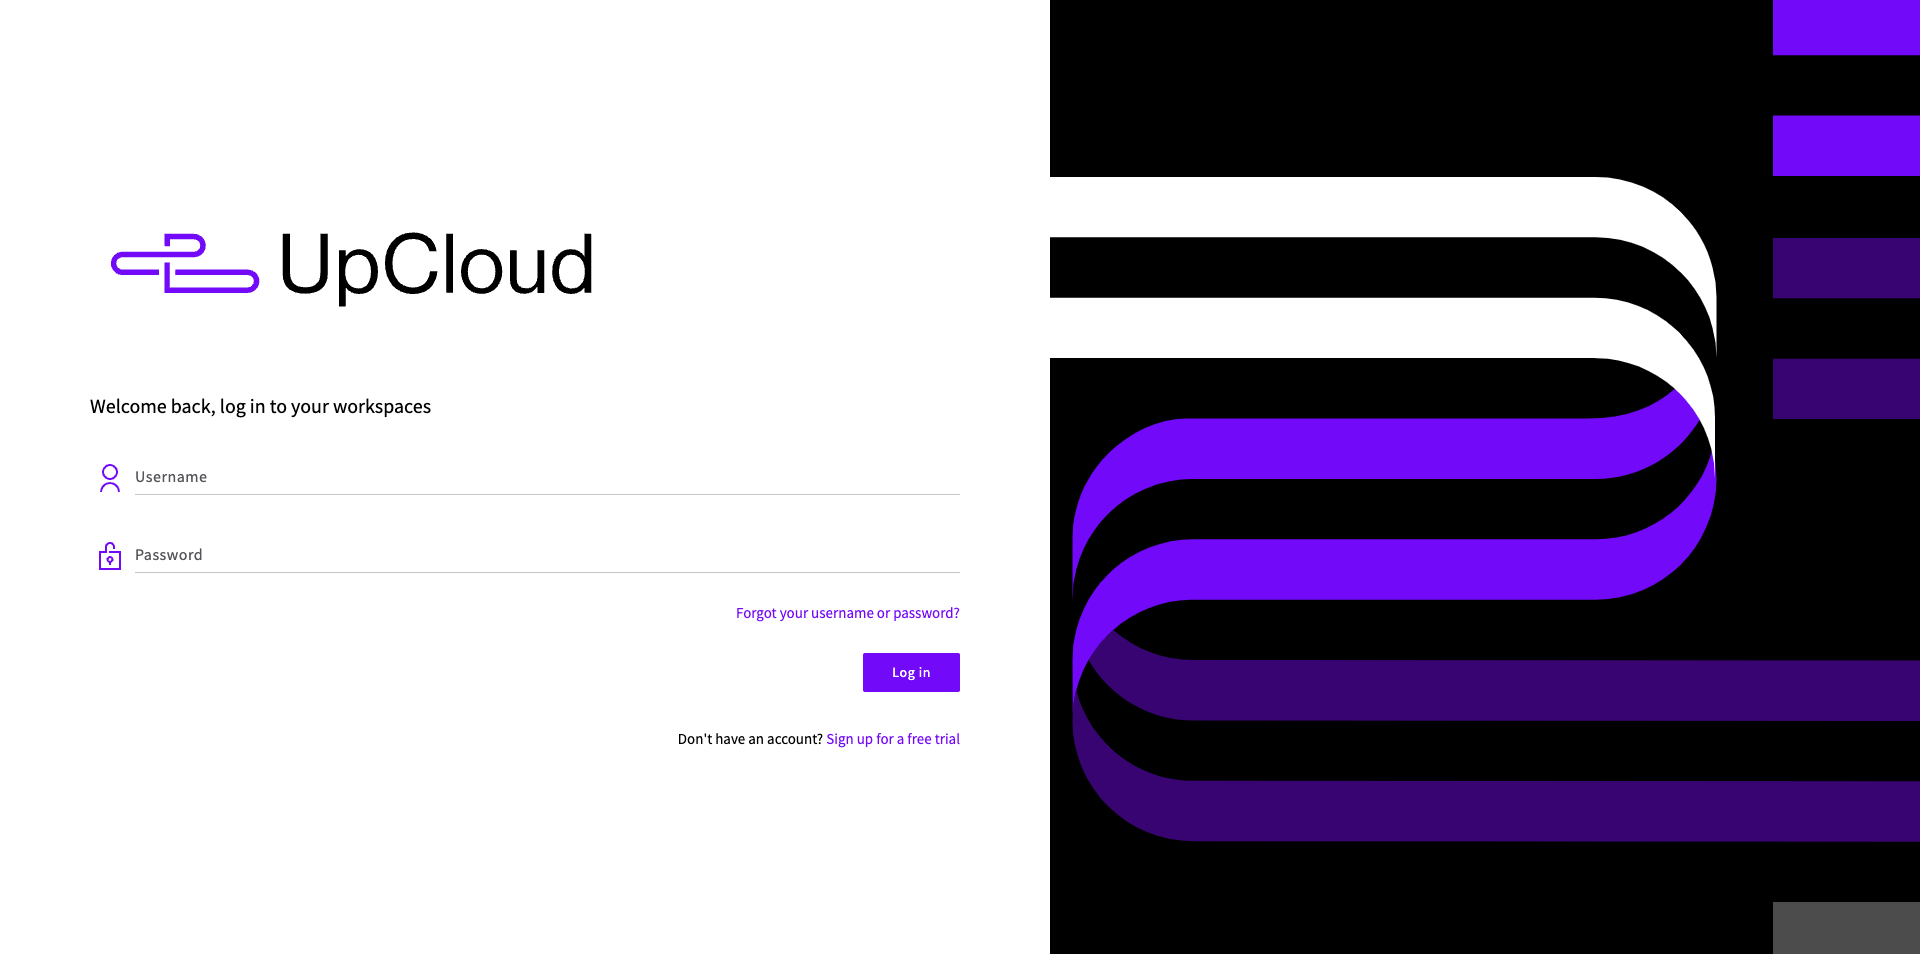 UpCloud
Welcome back, log in to your workspaces
Username
Password
Forgot your username or password?
Log in
Don't have an account? Sign up for a free trial